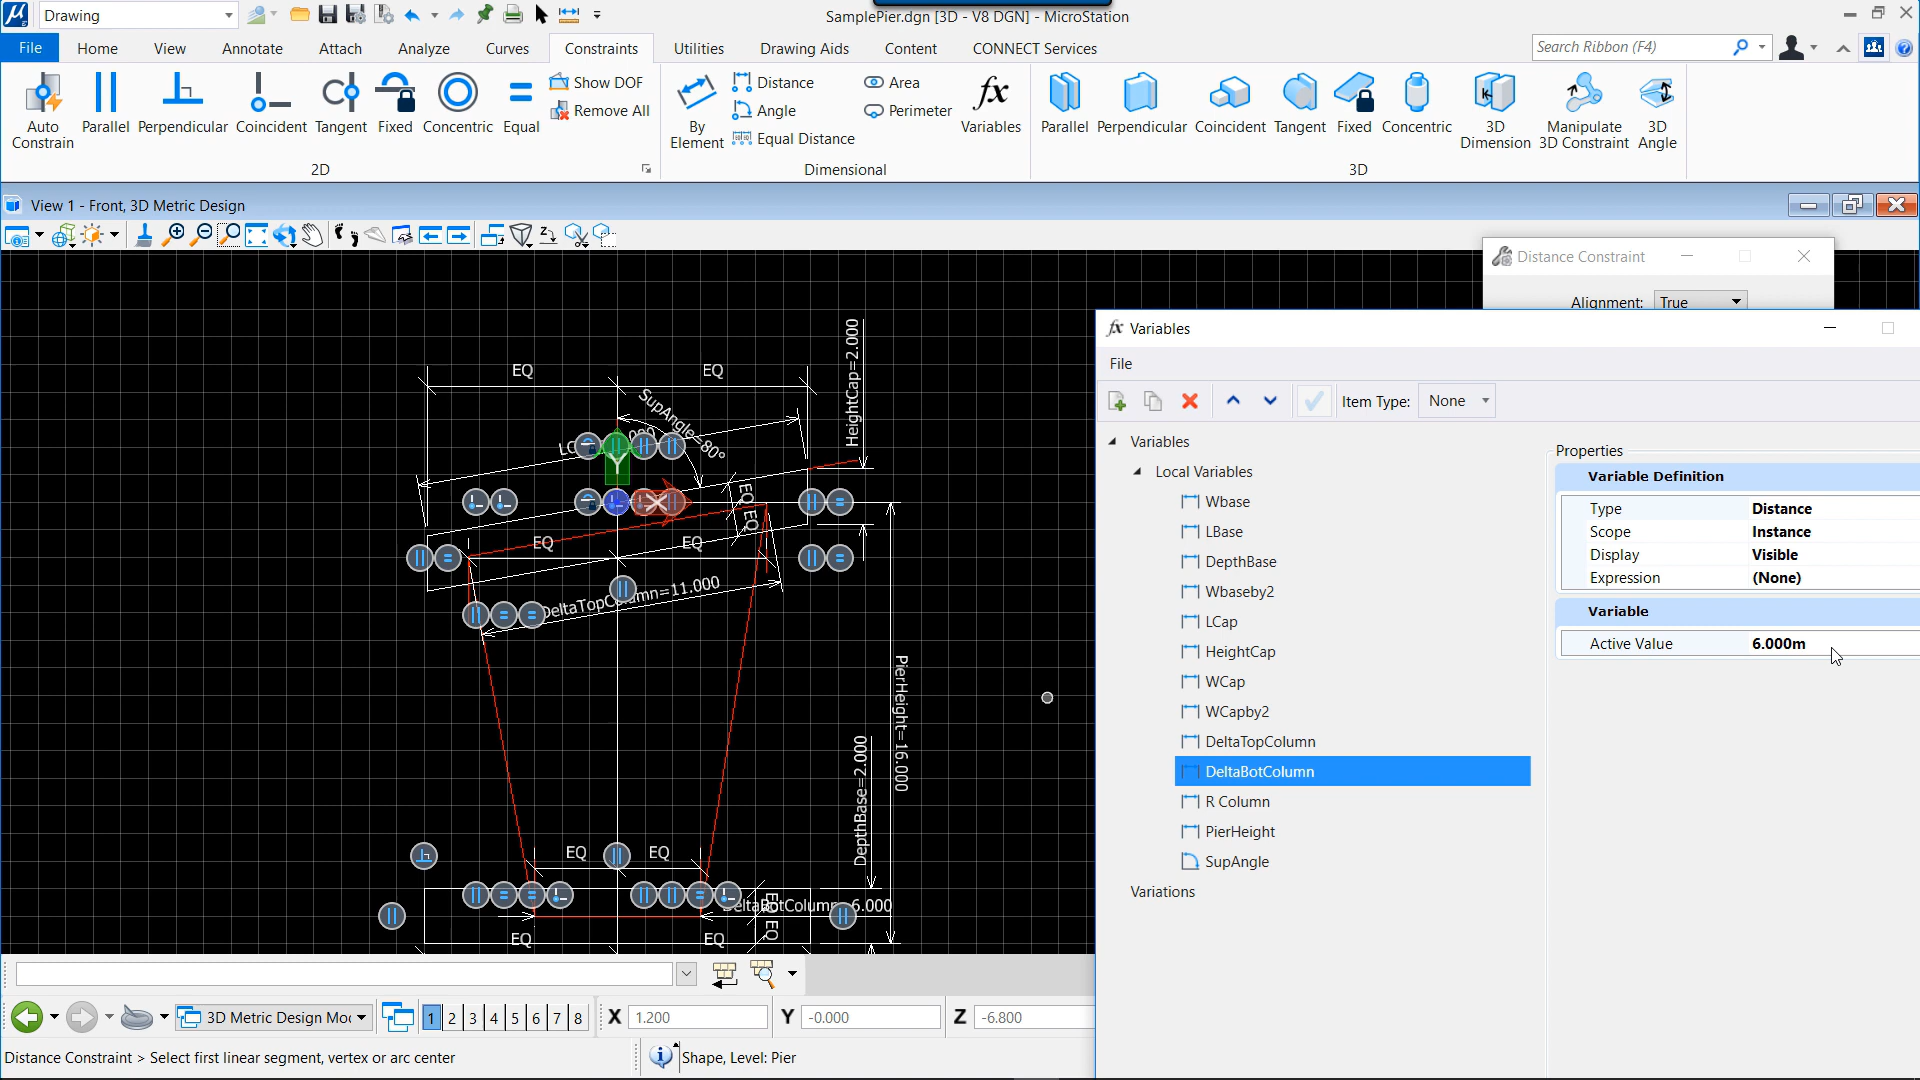 Drawing
SamplePier.dgn [3D - V8 DGN] - MicroStation
File
Home
View
Annotate
Attach
Analyze
Curves
Constraints
Utilities
Drawing Aids
Content
CONNECT Services
Search Ribbon (F4)
Auto Constrain
Parallel
Perpendicular
Coincident
Tangent
Fixed
Concentric
Equal
Show DOF
Remove All
2D
By Element
Distance
Angle
Equal Distance
Area
Perimeter
Variables
Dimensional
Parallel
Perpendicular
Coincident
Tangent
Fixed
Concentric
3D Dimension
Manipulate 3D Constraint
3D Angle
3D
View 1 - Front, 3D Metric Design
Distance Constraint
Alignment: True
fx Variables
File
Item Type: None
Variables
Local Variables
Wbase
LBase
DepthBase
Wbaseby2
LCap
HeightCap
WCap
WCapby2
DeltaTopColumn
DeltaBotColumn
R Column
PierHeight
SupAngle
Variations
Properties
Variable Definition
Type Distance
Scope Instance
Display Visible
Expression (None)
Variable
Active Value 6.000m
EQ EQ
HeightCap=2.000
SupAngle=80°
Y
X
EQ
EQ
EQ EQ
DeltaTopColumn=11.000
PierHeight=16.000
DepthBase=2.000
EQ EQ
DeltaBotColumn=6.000
EQ
EQ
EQ EQ
3D Metric Design Mo
1 2 3 4 5 6 7 8
X 1.200
Y -0.000
Z -6.800
Distance Constraint > Select first linear segment, vertex or arc center
Shape, Level: Pier